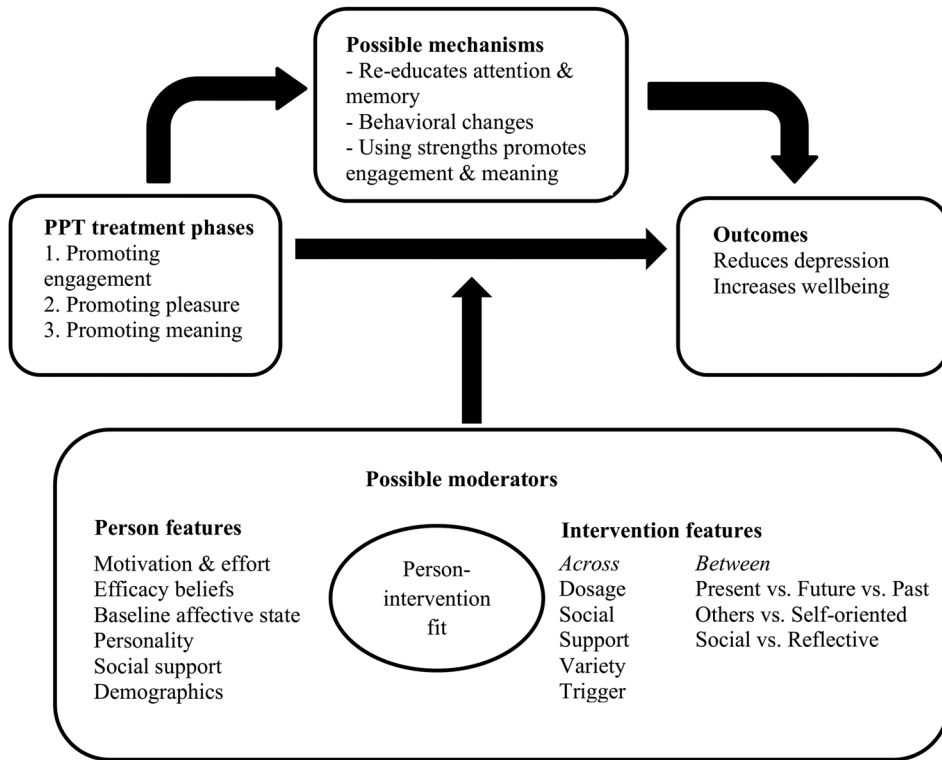 Possible mechanisms
- Re-educates attention &
memory
- Behavioral changes
- Using strengths promotes
engagement & meaning
PPT treatment phases
1. Promoting
engagement
2. Promoting pleasure
3. Promoting meaning
Outcomes
Reduces depression
Increases wellbeing
Possible moderators
Person features
Motivation & effort
Efficacy beliefs
Baseline affective state
Personality
Social support
Demographics
Person-
intervention
fit
Intervention features
Across
Dosage
Social
Support
Variety
Trigger
Between
Present vs. Future vs. Past
Others vs. Self-oriented
Social vs. Reflective